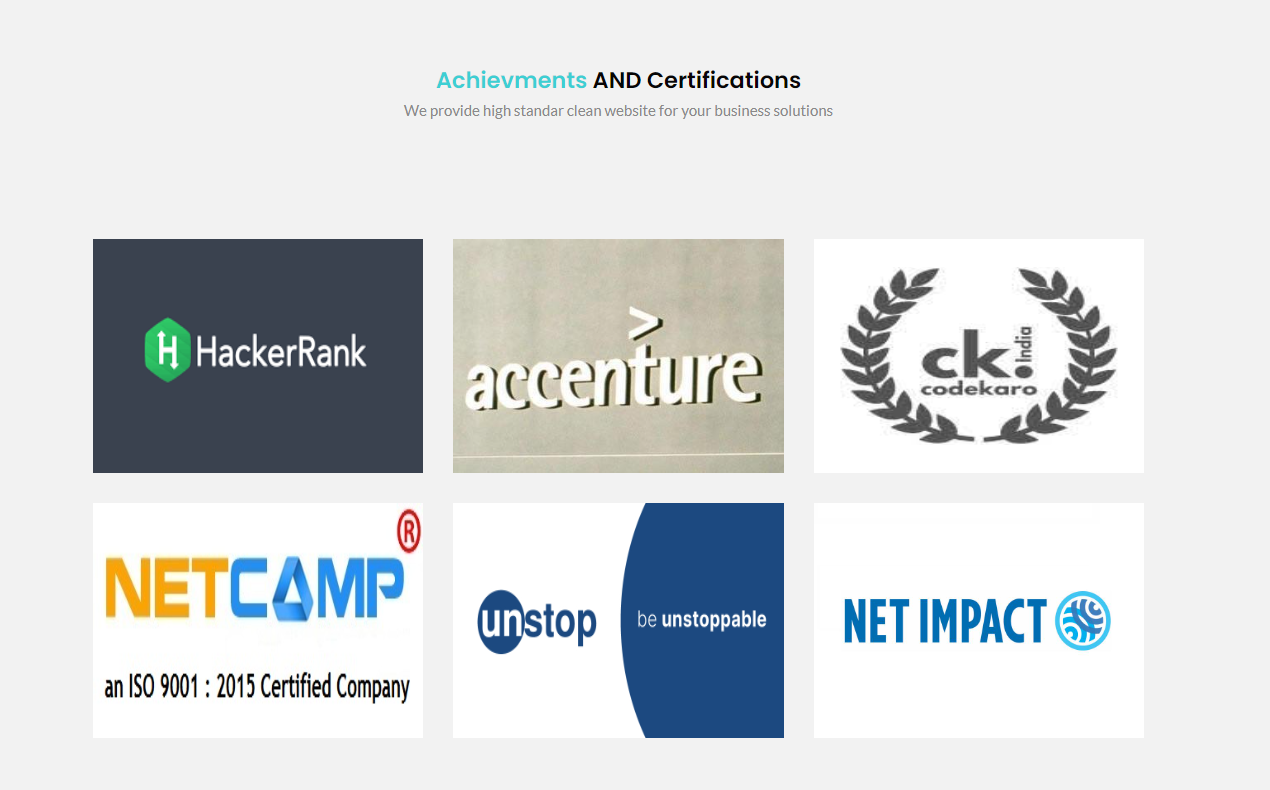 Achievments AND Certifications
We provide high standar clean website for your business solutions
H HackerRank
>
accenture
ck.
India
codekaro
®
NETCAMP
an ISO 9001 : 2015 Certified Company
unstop
be unstoppable
NET IMPACT